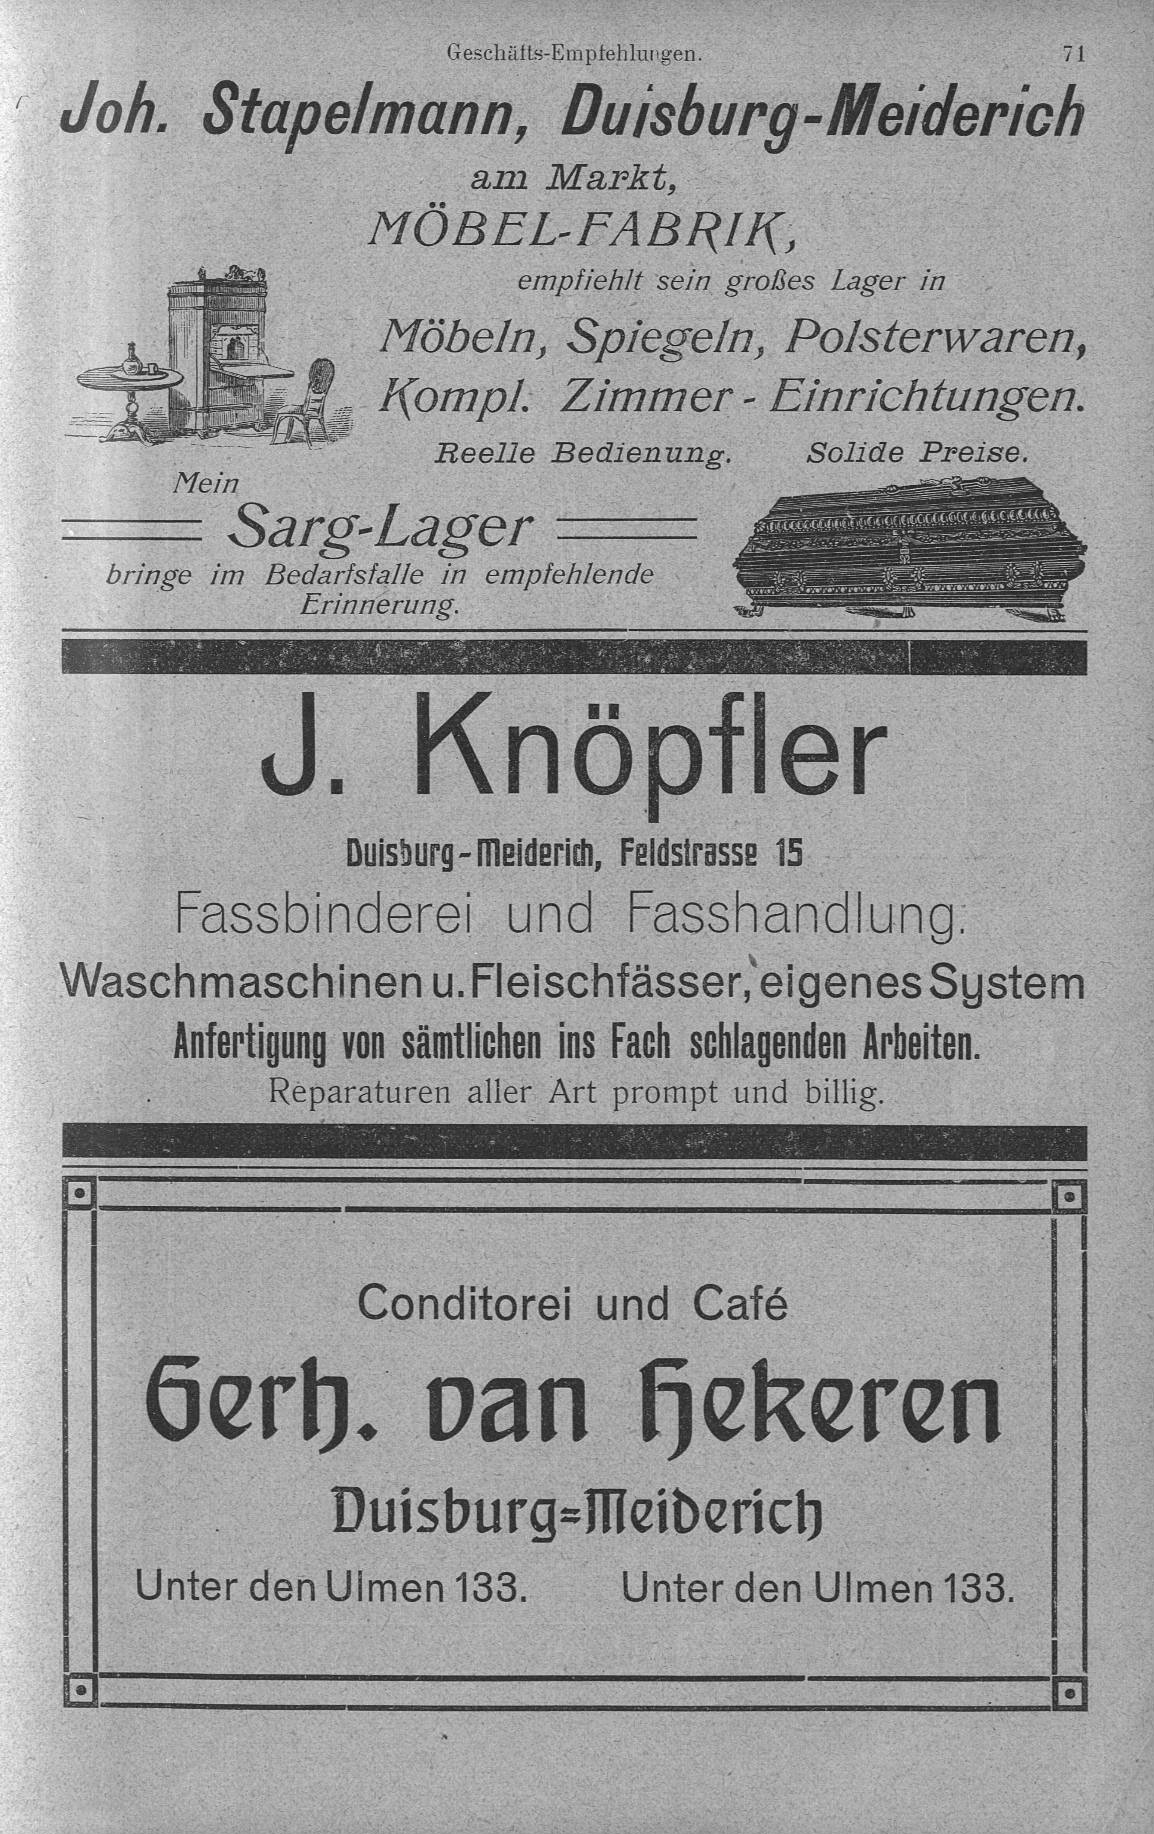 Geschäfts-Empfehlungen. 71
Joh. Stapelmann, Duisburg-Meiderich
am Markt,
MÖBEL-FABRIK,
empfiehlt sein großes Lager in
Möbeln, Spiegeln, Polsterwaren,
Kompl. Zimmer - Einrichtungen.
Reelle Bedienung. Solide Preise.
Mein
Sarg-Lager
bringe im Bedarfsfalle in empfehlende
Erinnerung.
J. Knöpfler
Duisburg-Meiderich, Feldstrasse 15
Fassbinderei und Fasshandlung.
Waschmaschinen u. Fleischfässer, eigenes System
Anfertigung von sämtlichen ins Fach schlagenden Arbeiten.
Reparaturen aller Art prompt und billig.
Conditorei und Café
Gerh. van Hekeren
Duisburg=Meiderich
Unter den Ulmen 133. Unter den Ulmen 133.